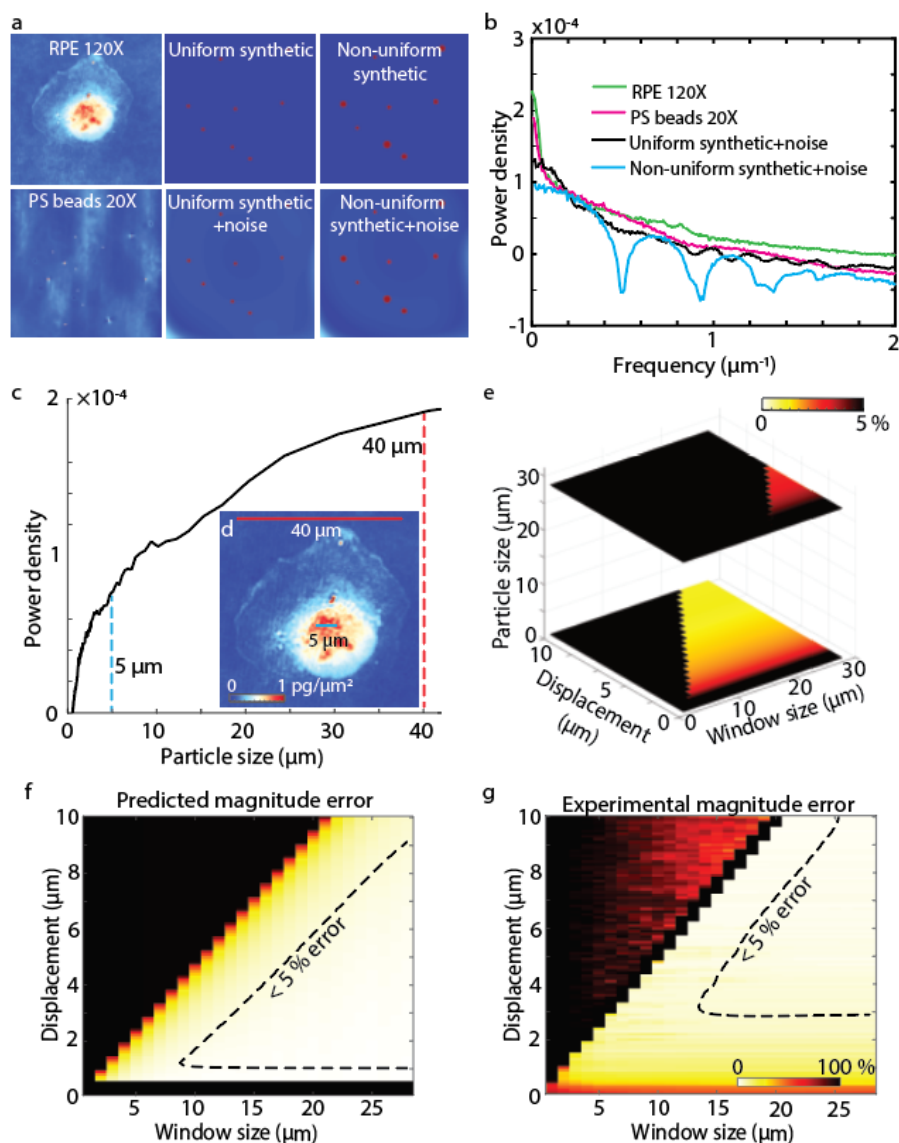 a
RPE 120X
Uniform synthetic
Non-uniform
synthetic
PS beads 20X
Uniform synthetic
+noise
Non-uniform
synthetic+noise
b
×10⁻⁴
3
2
1
0
-1
Power density
RPE 120X
PS beads 20X
Uniform synthetic+noise
Non-uniform synthetic+noise
0
1
2
Frequency (µm⁻¹)
c
2
×10⁻⁴
1
0
Power density
40 µm
5 µm
0
10
20
30
40
Particle size (µm)
d
40 µm
5 µm
0
1 pg/µm²
e
0
5 %
30
20
10
0
Particle size (µm)
10
5
0
Displacement
(µm)
0
10
20
30
Window size (µm)
f
Predicted magnitude error
10
8
6
4
2
0
Displacement (µm)
< 5 % error
5
10
15
20
25
Window size (µm)
g
Experimental magnitude error
10
8
6
4
2
0
Displacement (µm)
< 5 % error
0
100 %
5
10
15
20
25
Window size (µm)